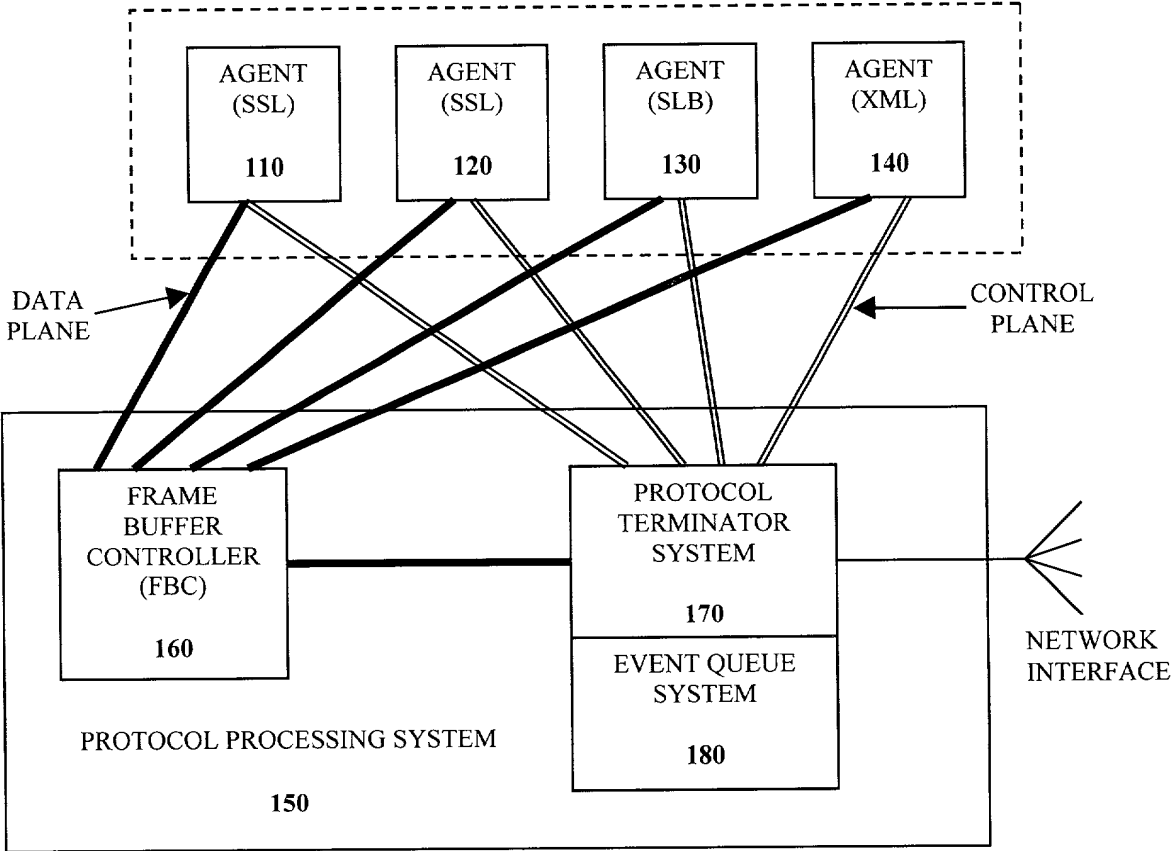 AGENT
(SSL)
110
AGENT
(SSL)
120
AGENT
(SLB)
130
AGENT
(XML)
140
DATA
PLANE
CONTROL
PLANE
FRAME
BUFFER
CONTROLLER
(FBC)
160
PROTOCOL
TERMINATOR
SYSTEM
170
EVENT QUEUE
SYSTEM
180
NETWORK
INTERFACE
PROTOCOL PROCESSING SYSTEM
150